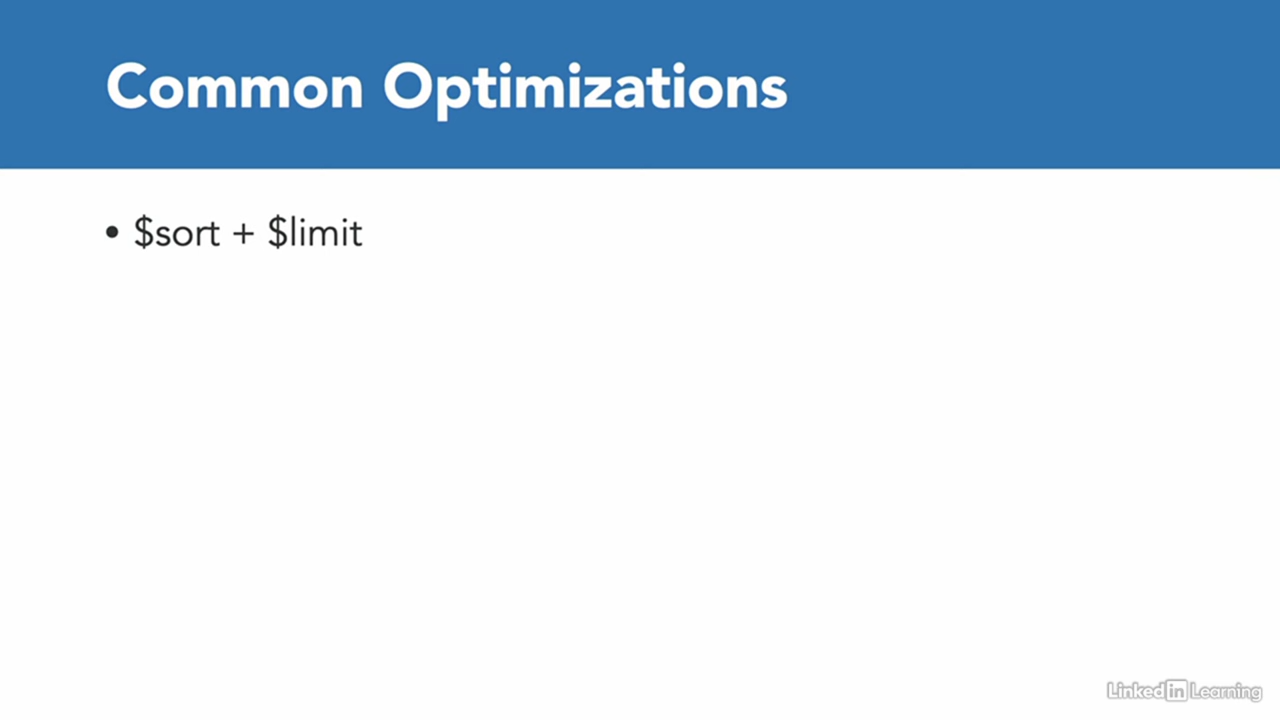 Common Optimizations
• $sort + $limit
LinkedIn Learning